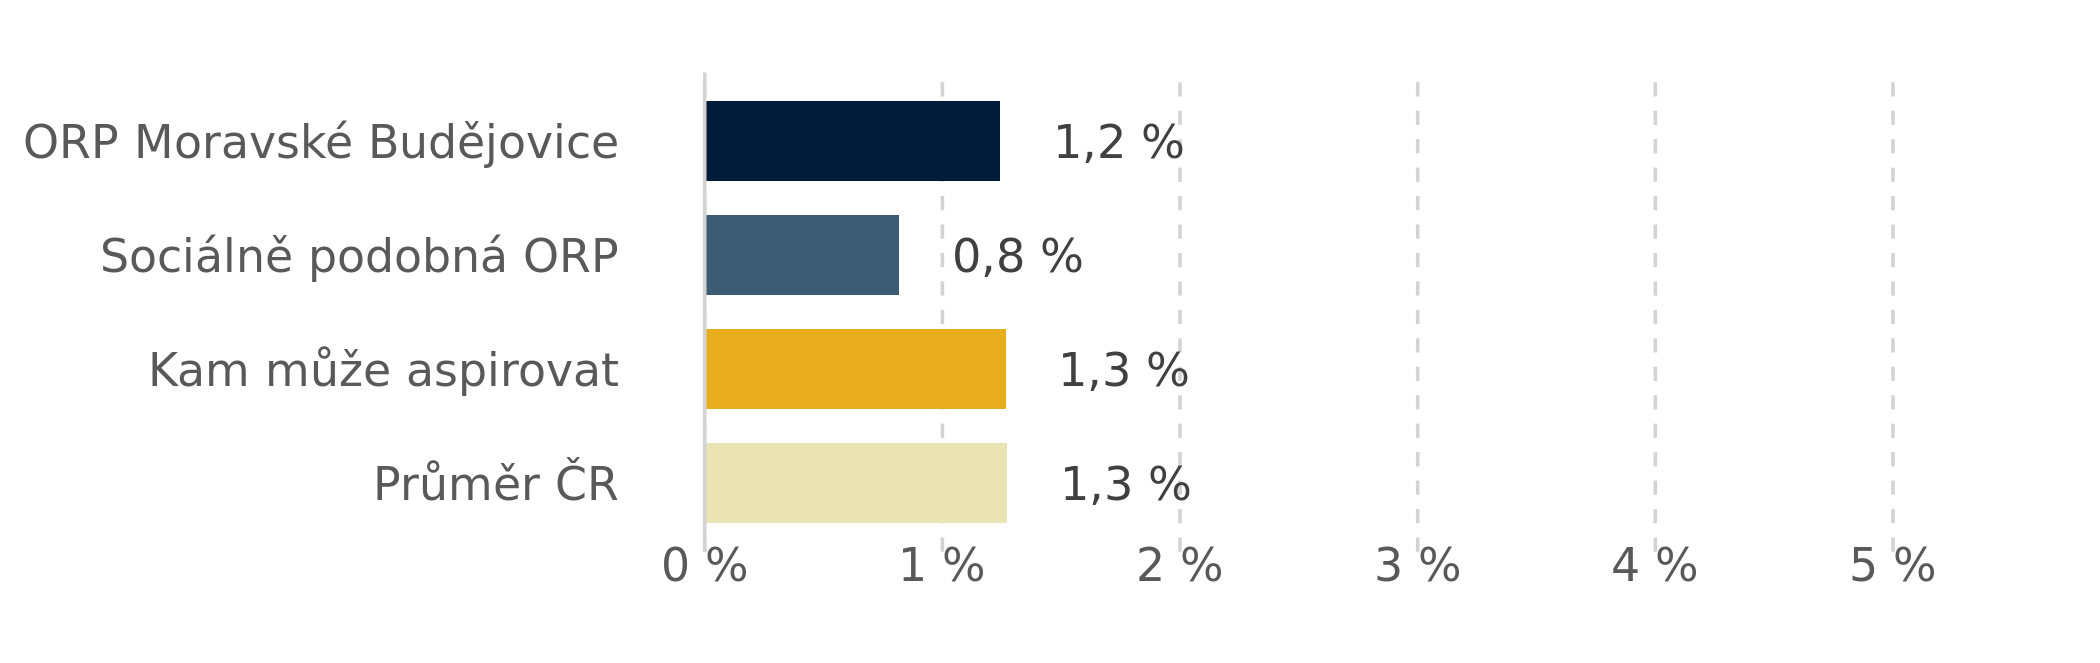 ORP Moravské Budějovice 1,2 %
Sociálně podobná ORP 0,8 %
Kam může aspirovat 1,3 %
Průměr ČR 1,3 %
0 % 1 % 2 % 3 % 4 % 5 %